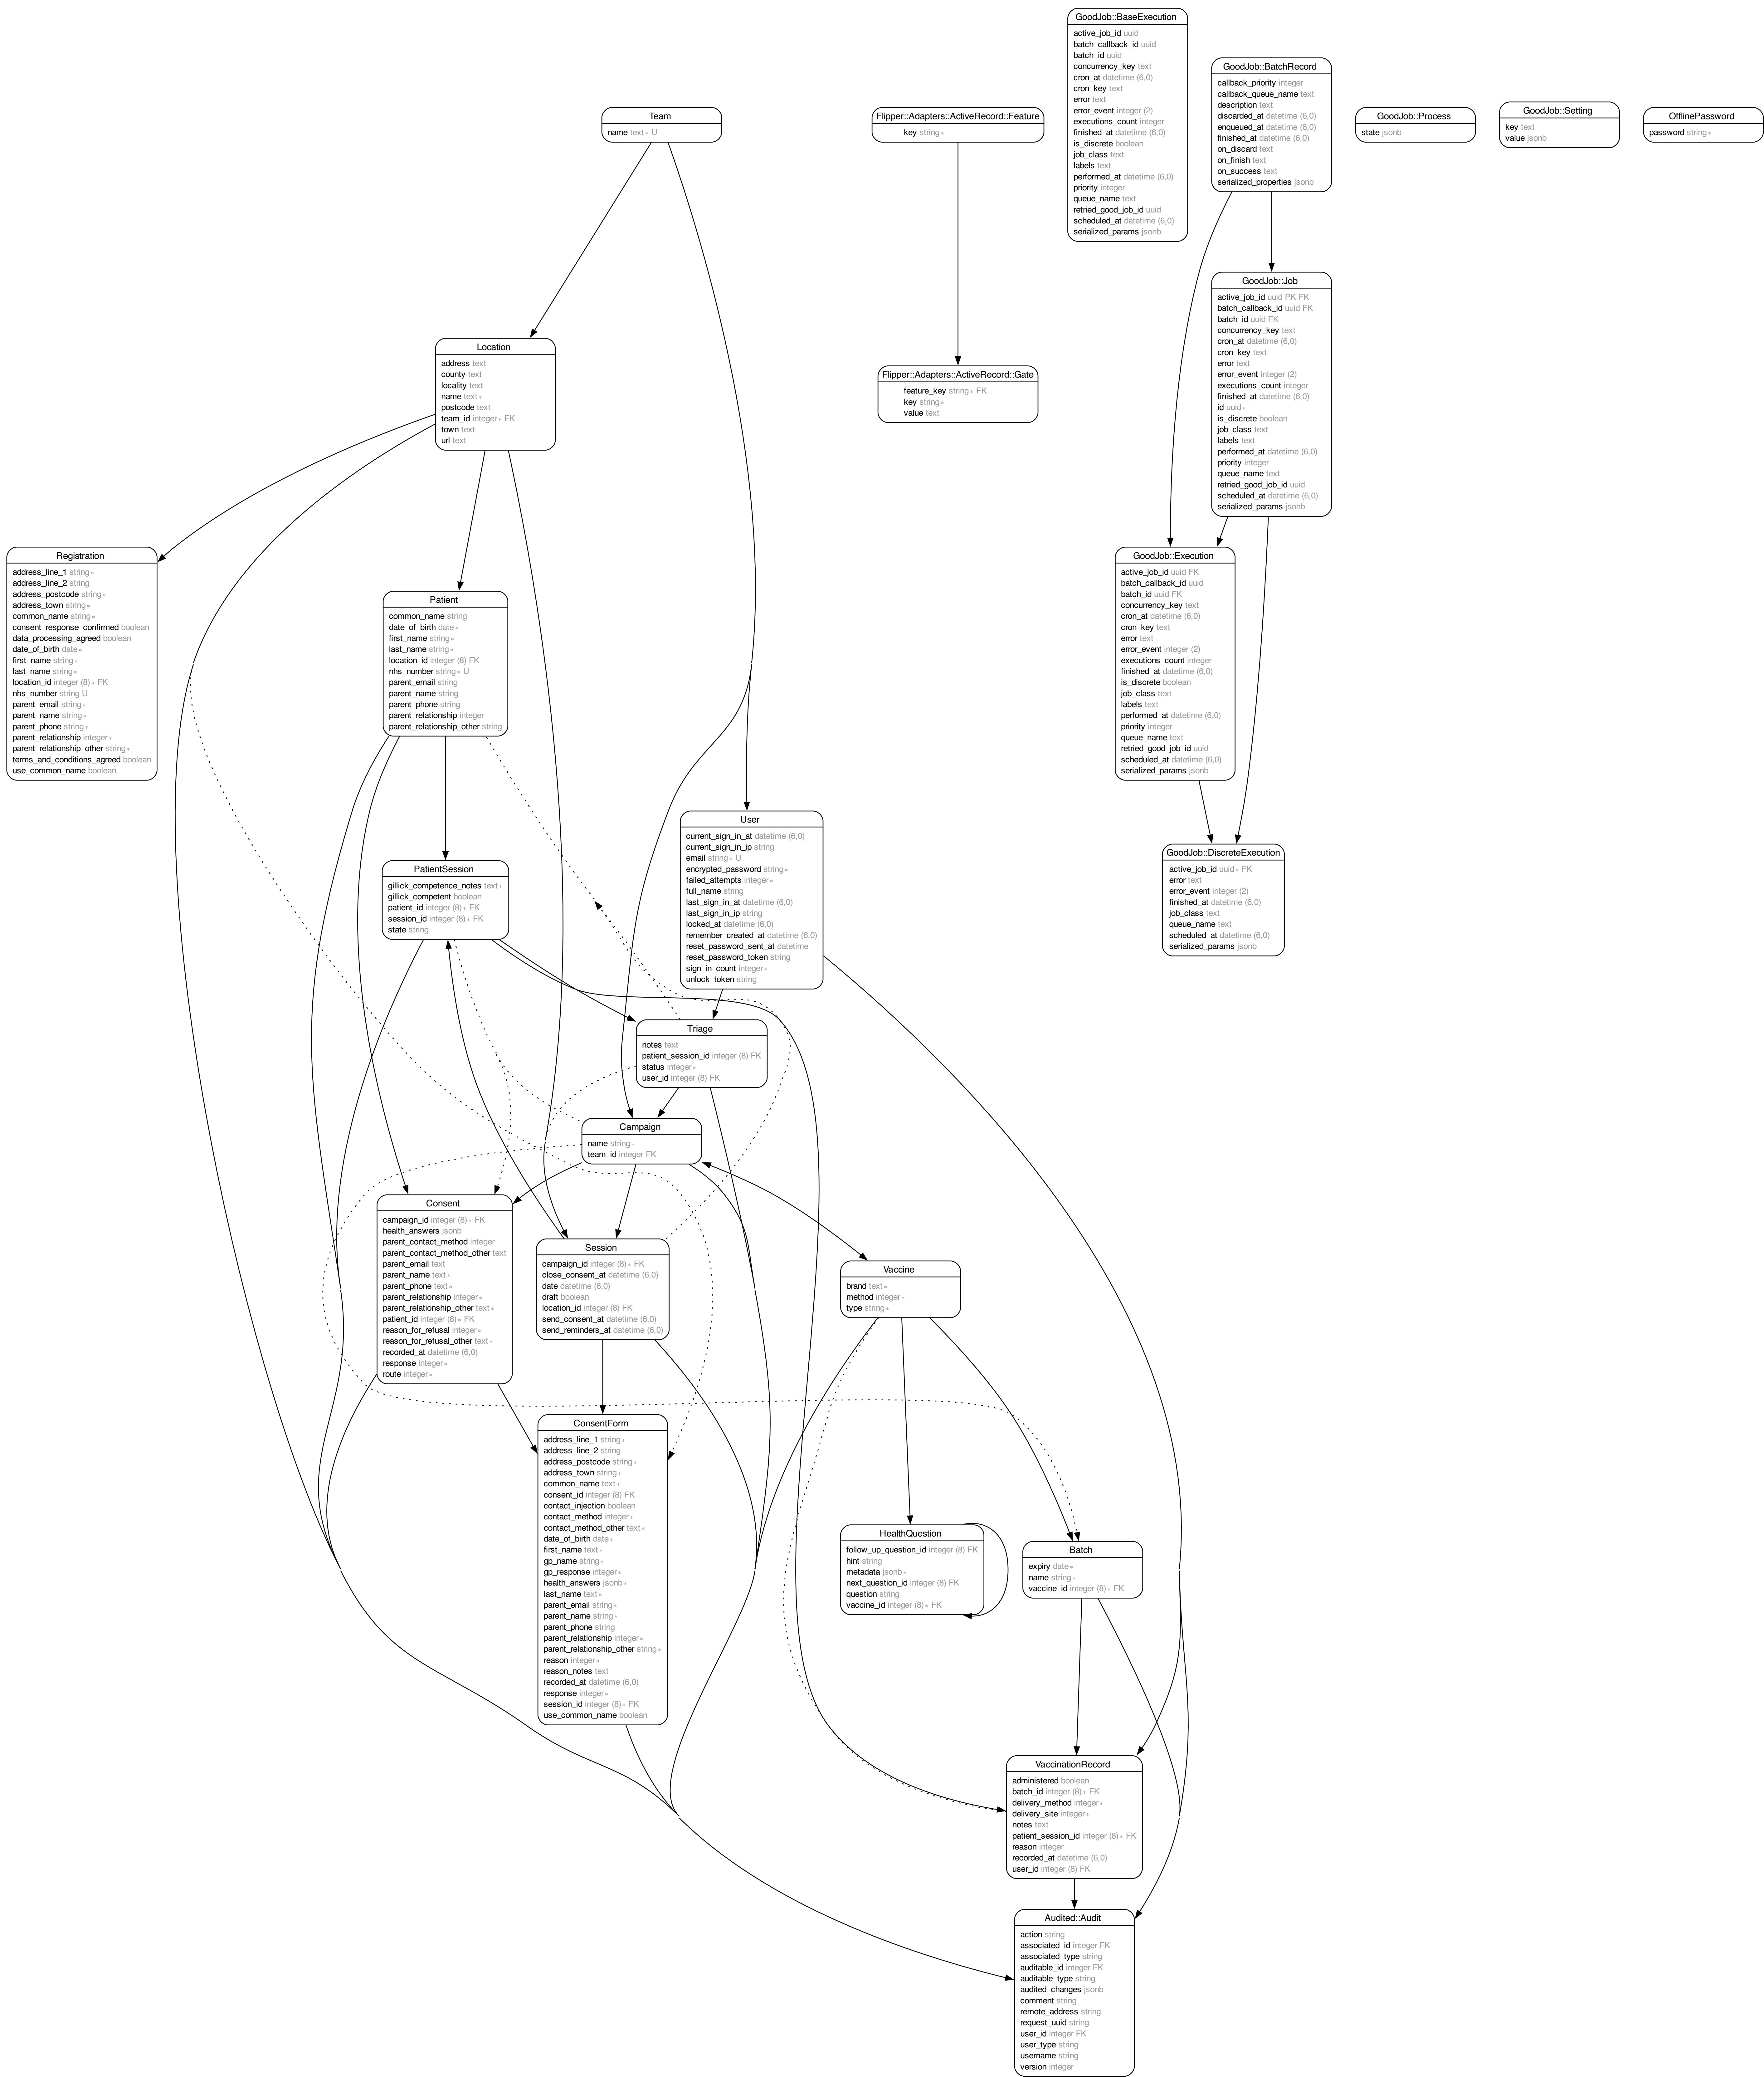 GoodJob::BaseExecution
active_job_id uuid
batch_callback_id uuid
batch_id uuid
concurrency_key text
cron_at datetime (6,0)
cron_key text
error text
error_event integer (2)
executions_count integer
finished_at datetime (6,0)
is_discrete boolean
job_class text
labels text
performed_at datetime (6,0)
priority integer
queue_name text
retried_good_job_id uuid
scheduled_at datetime (6,0)
serialized_params jsonb
GoodJob::BatchRecord
callback_priority integer
callback_queue_name text
description text
discarded_at datetime (6,0)
enqueued_at datetime (6,0)
finished_at datetime (6,0)
on_discard text
on_finish text
on_success text
serialized_properties jsonb
Team
name text∗ U
Flipper::Adapters::ActiveRecord::Feature
key string∗
GoodJob::Process
state jsonb
GoodJob::Setting
key text
value jsonb
OfflinePassword
password string∗
GoodJob::Job
active_job_id uuid PK FK
batch_callback_id uuid FK
batch_id uuid FK
concurrency_key text
cron_at datetime (6,0)
cron_key text
error text
error_event integer (2)
executions_count integer
finished_at datetime (6,0)
id uuid∗
is_discrete boolean
job_class text
labels text
performed_at datetime (6,0)
priority integer
queue_name text
retried_good_job_id uuid
scheduled_at datetime (6,0)
serialized_params jsonb
Location
address text
county text
locality text
name text∗
postcode text
team_id integer∗ FK
town text
url text
Flipper::Adapters::ActiveRecord::Gate
feature_key string∗ FK
key string∗
value text
Registration
address_line_1 string∗
address_line_2 string
address_postcode string∗
address_town string∗
common_name string∗
consent_response_confirmed boolean
data_processing_agreed boolean
date_of_birth date∗
first_name string∗
last_name string∗
location_id integer (8)∗ FK
nhs_number string U
parent_email string∗
parent_name string∗
parent_phone string∗
parent_relationship integer∗
parent_relationship_other string∗
terms_and_conditions_agreed boolean
use_common_name boolean
Patient
common_name string
date_of_birth date∗
first_name string∗
last_name string∗
location_id integer (8) FK
nhs_number string∗ U
parent_email string
parent_name string
parent_phone string
parent_relationship integer
parent_relationship_other string
GoodJob::Execution
active_job_id uuid FK
batch_callback_id uuid
batch_id uuid FK
concurrency_key text
cron_at datetime (6,0)
cron_key text
error text
error_event integer (2)
executions_count integer
finished_at datetime (6,0)
is_discrete boolean
job_class text
labels text
performed_at datetime (6,0)
priority integer
queue_name text
retried_good_job_id uuid
scheduled_at datetime (6,0)
serialized_params jsonb
User
current_sign_in_at datetime (6,0)
current_sign_in_ip string
email string∗ U
encrypted_password string∗
failed_attempts integer∗
full_name string
last_sign_in_at datetime (6,0)
last_sign_in_ip string
locked_at datetime (6,0)
remember_created_at datetime (6,0)
reset_password_sent_at datetime
reset_password_token string
sign_in_count integer∗
unlock_token string
PatientSession
gillick_competence_notes text∗
gillick_competent boolean
patient_id integer (8)∗ FK
session_id integer (8)∗ FK
state string
GoodJob::DiscreteExecution
active_job_id uuid∗ FK
error text
error_event integer (2)
finished_at datetime (6,0)
job_class text
queue_name text
scheduled_at datetime (6,0)
serialized_params jsonb
Triage
notes text
patient_session_id integer (8) FK
status integer∗
user_id integer (8) FK
Campaign
name string∗
team_id integer FK
Consent
campaign_id integer (8)∗ FK
health_answers jsonb
parent_contact_method integer
parent_contact_method_other text
parent_email text
parent_name text∗
parent_phone text∗
parent_relationship integer∗
parent_relationship_other text∗
patient_id integer (8)∗ FK
reason_for_refusal integer∗
reason_for_refusal_other text∗
recorded_at datetime (6,0)
response integer∗
route integer∗
Session
campaign_id integer (8)∗ FK
close_consent_at datetime (6,0)
date datetime (6,0)
draft boolean
location_id integer (8) FK
send_consent_at datetime (6,0)
send_reminders_at datetime (6,0)
Vaccine
brand text∗
method integer∗
type string∗
ConsentForm
address_line_1 string∗
address_line_2 string
address_postcode string∗
address_town string∗
common_name text∗
consent_id integer (8) FK
contact_injection boolean
contact_method integer∗
contact_method_other text∗
date_of_birth date∗
first_name text∗
gp_name string∗
gp_response integer∗
health_answers jsonb∗
last_name text∗
parent_email string∗
parent_name string∗
parent_phone string
parent_relationship integer∗
parent_relationship_other string∗
reason integer∗
reason_notes text
recorded_at datetime (6,0)
response integer∗
session_id integer (8)∗ FK
use_common_name boolean
HealthQuestion
follow_up_question_id integer (8) FK
hint string
metadata jsonb∗
next_question_id integer (8) FK
question string
vaccine_id integer (8)∗ FK
Batch
expiry date∗
name string∗
vaccine_id integer (8)∗ FK
VaccinationRecord
administered boolean
batch_id integer (8)∗ FK
delivery_method integer∗
delivery_site integer∗
notes text
patient_session_id integer (8)∗ FK
reason integer
recorded_at datetime (6,0)
user_id integer (8) FK
Audited::Audit
action string
associated_id integer FK
associated_type string
auditable_id integer FK
auditable_type string
audited_changes jsonb
comment string
remote_address string
request_uuid string
user_id integer FK
user_type string
username string
version integer